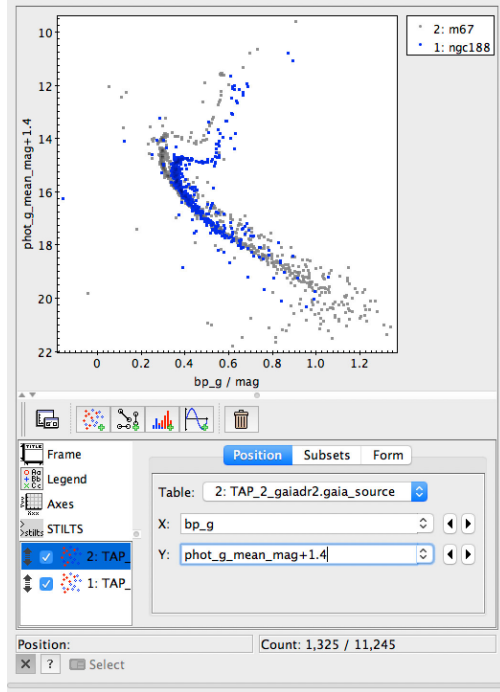 2: m67
1: ngc188
10
12
14
16
18
20
22
phot_g_mean_mag+1.4
0 0.2 0.4 0.6 0.8 1.0 1.2
bp_g / mag
TITLE
Frame
Legend
Axes
STILTS
2: TAP_
1: TAP_
Position Subsets Form
Table: 2: TAP_2_gaiadr2.gaia_source
X: bp_g
Y: phot_g_mean_mag+1.4
Position: Count: 1,325 / 11,245
? Select